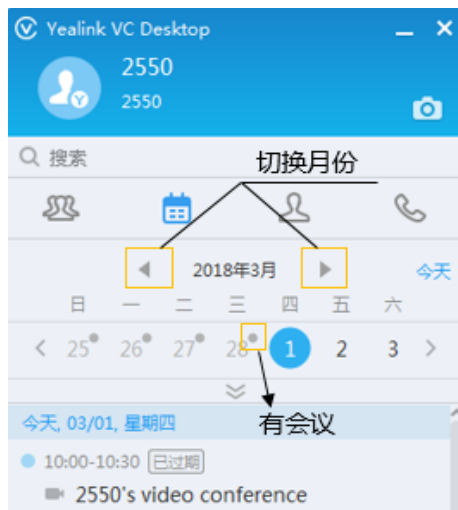 Yealink VC Desktop
2550
2550
搜索
切换月份
2018年3月
今天
日 一 二 三 四 五 六
25 26 27 28 1 2 3
有会议
今天, 03/01, 星期四
10:00-10:30 已过期
2550's video conference